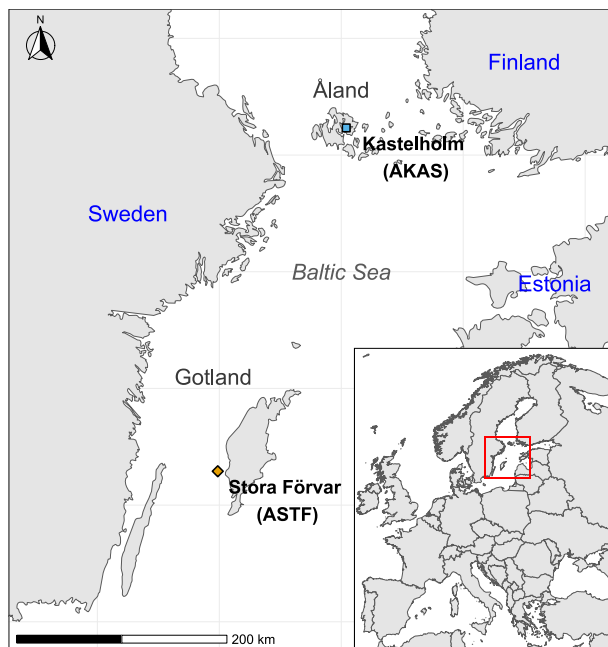 N
Finland
Åland
Kastelholm
(AKAS)
Sweden
Baltic Sea
Estonia
Gotland
Stora Förvar
(ASTF)
200 km